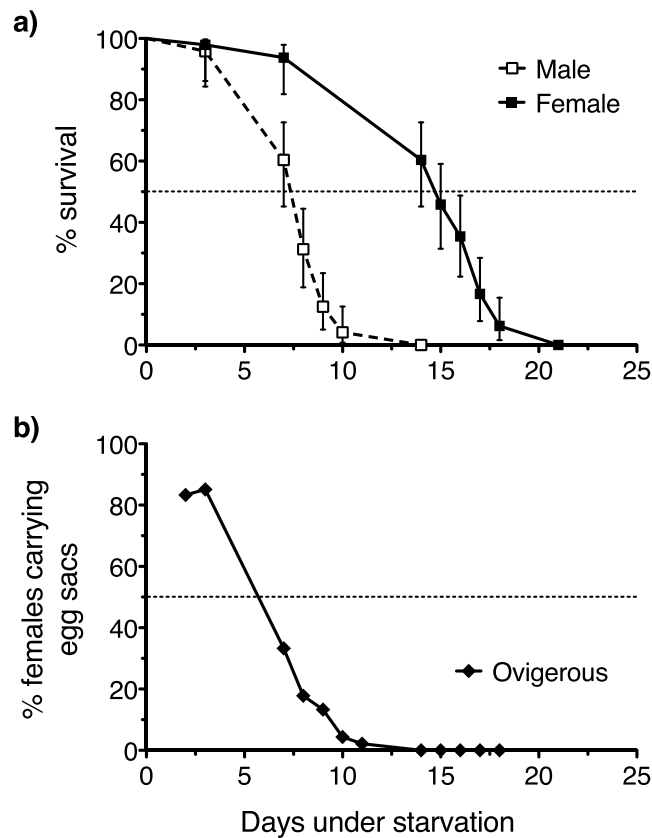 a)
% survival
100
80
60
40
20
0
Male
Female
0 5 10 15 20 25
b)
% females carrying
egg sacs
100
80
60
40
20
0
Ovigerous
0 5 10 15 20 25
Days under starvation